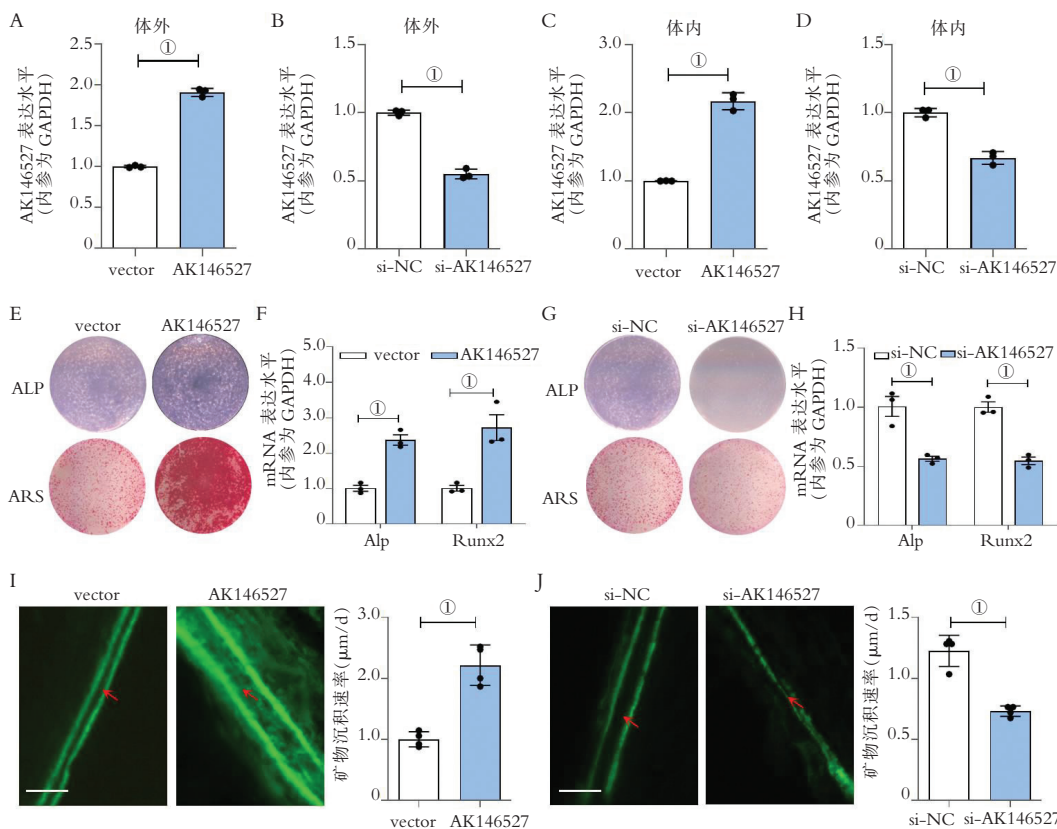 A
体外
①
AK146527 表达水平
(内参为 GAPDH)
2.5
2.0
1.0
0
vector
AK146527
B
体外
①
AK146527 表达水平
(内参为 GAPDH)
1.5
1.0
0.5
0
si-NC
si-AK146527
C
体内
①
AK146527 表达水平
(内参为 GAPDH)
3.0
2.0
1.0
0
vector
AK146527
D
体内
①
AK146527 表达水平
(内参为 GAPDH)
1.5
1.0
0.5
0
si-NC
si-AK146527
E
vector
AK146527
ALP
ARS
F
vector
AK146527
①
①
mRNA 表达水平
(内参为 GAPDH)
5.0
4.0
3.0
2.0
1.0
0
Alp
Runx2
G
si-NC
si-AK146527
ALP
ARS
H
si-NC
si-AK146527
①
①
mRNA 表达水平
(内参为 GAPDH)
1.5
1.0
0.5
0
Alp
Runx2
I
vector
AK146527
①
矿物沉积速率(μm/d)
3.0
2.0
1.0
0
vector
AK146527
J
si-NC
si-AK146527
①
矿物沉积速率(μm/d)
1.5
1.0
0.5
0
si-NC
si-AK146527